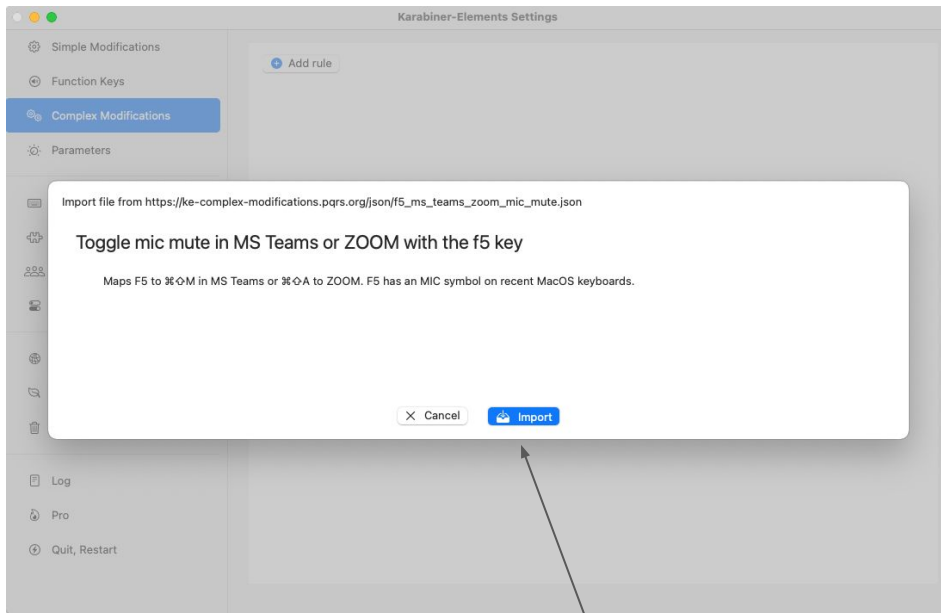 Karabiner-Elements Settings
Simple Modifications
Add rule
Function Keys
Complex Modifications
Parameters
Import file from https://ke-complex-modifications.pqrs.org/json/f5_ms_teams_zoom_mic_mute.json
Toggle mic mute in MS Teams or ZOOM with the f5 key
Maps F5 to ⌘⇧M in MS Teams or ⌘⇧A to ZOOM. F5 has an MIC symbol on recent MacOS keyboards.
Cancel
Import
Log
Pro
Quit, Restart